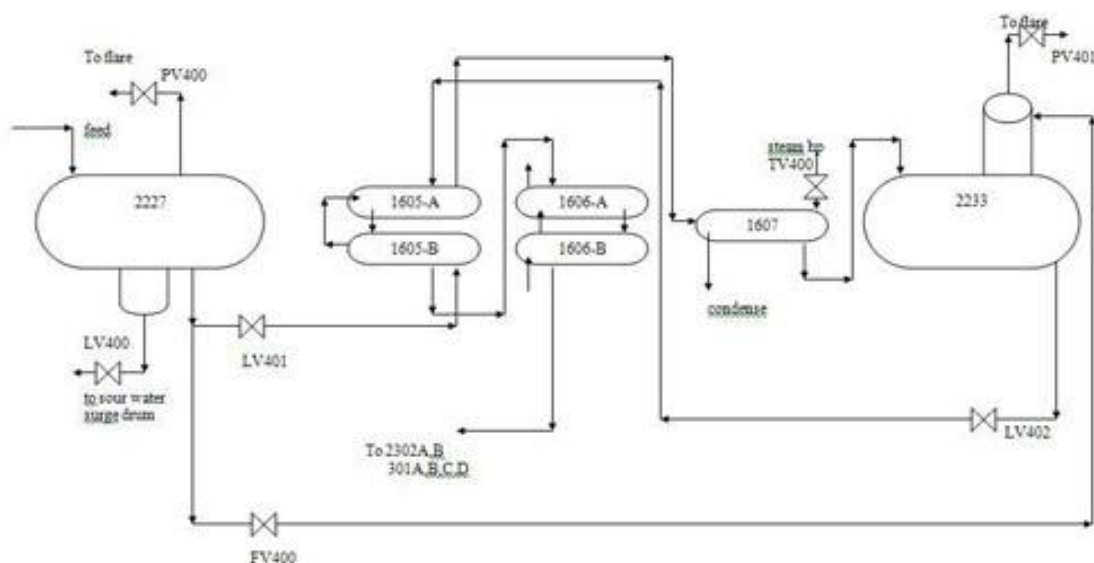 To flare
PV400
feed
2227
LV400
to sour water
surge drum
LV401
FV400
1605-A
1605-B
1606-A
1606-B
To 2302A,B
301A,B,C,D
steam hp
TV400
1607
condense
To flare
PV401
2233
LV402